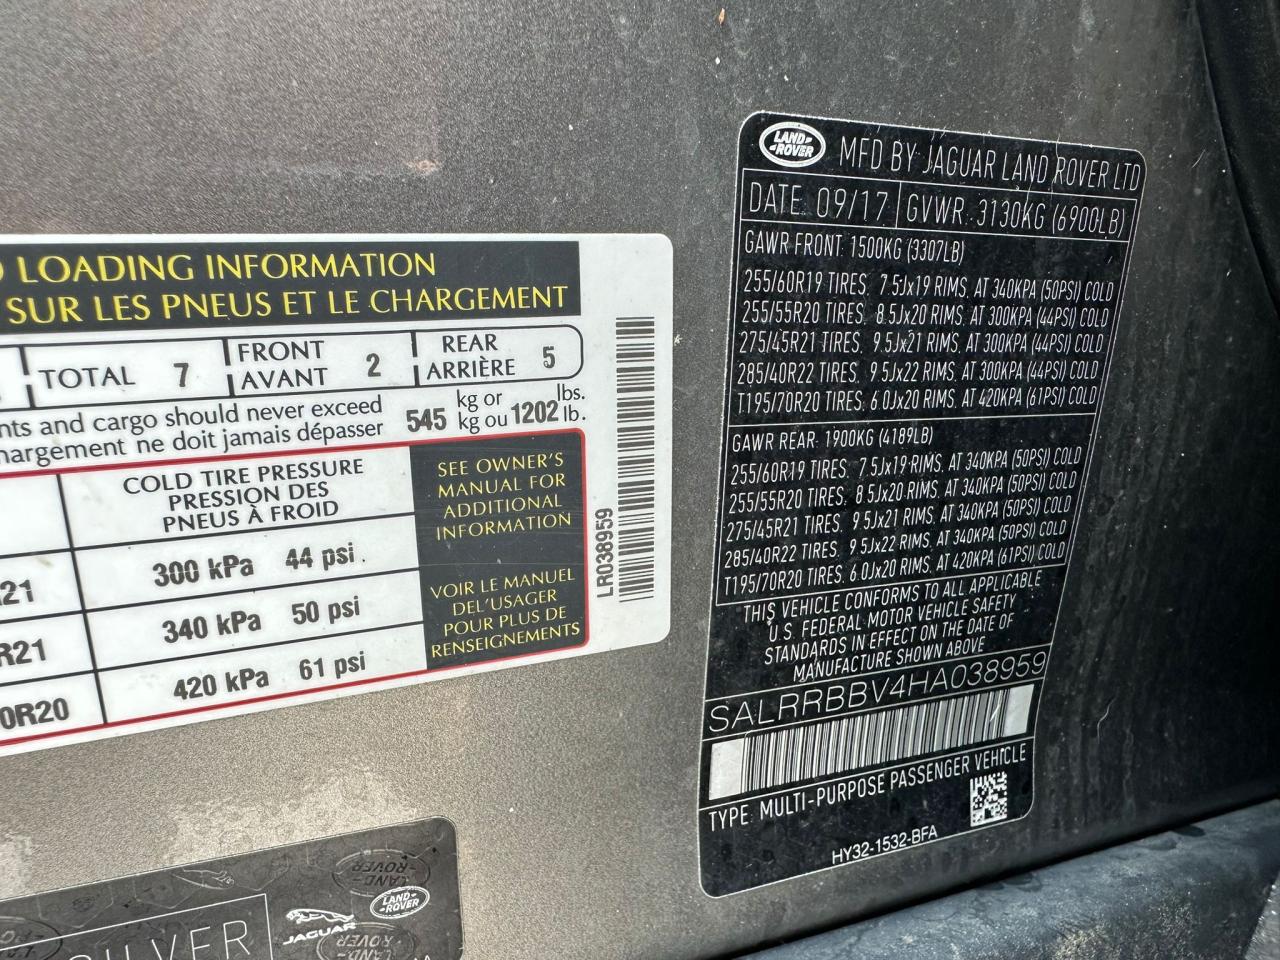 LOADING INFORMATION
SUR LES PNEUS ET LE CHARGEMENT
TOTAL 7
FRONT
AVANT 2
REAR
ARRIÈRE 5
and cargo should never exceed
ne doit jamais dépasser
545 kg or
kg ou 1202 lbs.
lb.
COLD TIRE PRESSURE
PRESSION DES
PNEUS À FROID
300 kPa 44 psi
340 kPa 50 psi
R21
420 kPa 61 psi
0R20
SEE OWNER'S
MANUAL FOR
ADDITIONAL
INFORMATION
VOIR LE MANUEL
DEL'USAGER
POUR PLUS DE
RENSEIGNEMENTS
LR038959
LAND-
-ROVER
MFD BY JAGUAR LAND ROVER LTD
DATE: 09/17 GVWR: 3130KG (6900LB)
GAWR FRONT: 1500KG (3307LB)
255/60R19 TIRES, 7.5Jx19 RIMS, AT 340KPA (50PSI) COLD
255/55R20 TIRES, 8.5Jx20 RIMS, AT 300KPA (44PSI) COLD
275/45R21 TIRES, 9.5Jx21 RIMS, AT 300KPA (44PSI) COLD
285/40R22 TIRES, 9.5Jx22 RIMS, AT 300KPA (44PSI) COLD
T195/70R20 TIRES, 6.0Jx20 RIMS, AT 420KPA (61PSI) COLD
GAWR REAR: 1900KG (4189LB)
255/60R19 TIRES, 7.5Jx19 RIMS, AT 340KPA (50PSI) COLD
255/55R20 TIRES, 8.5Jx20 RIMS, AT 340KPA (50PSI) COLD
275/45R21 TIRES, 9.5Jx21 RIMS, AT 340KPA (50PSI) COLD
285/40R22 TIRES, 9.5Jx22 RIMS, AT 340KPA (50PSI) COLD
T195/70R20 TIRES, 6.0Jx20 RIMS, AT 420KPA (61PSI) COLD
THIS VEHICLE CONFORMS TO ALL APPLICABLE
U.S. FEDERAL MOTOR VEHICLE SAFETY
STANDARDS IN EFFECT ON THE DATE OF
MANUFACTURE SHOWN ABOVE
SALRRBBV4HA038959
TYPE: MULTI-PURPOSE PASSENGER VEHICLE
HY32-1532-BFA
JAGUAR
LAND-
-ROVER